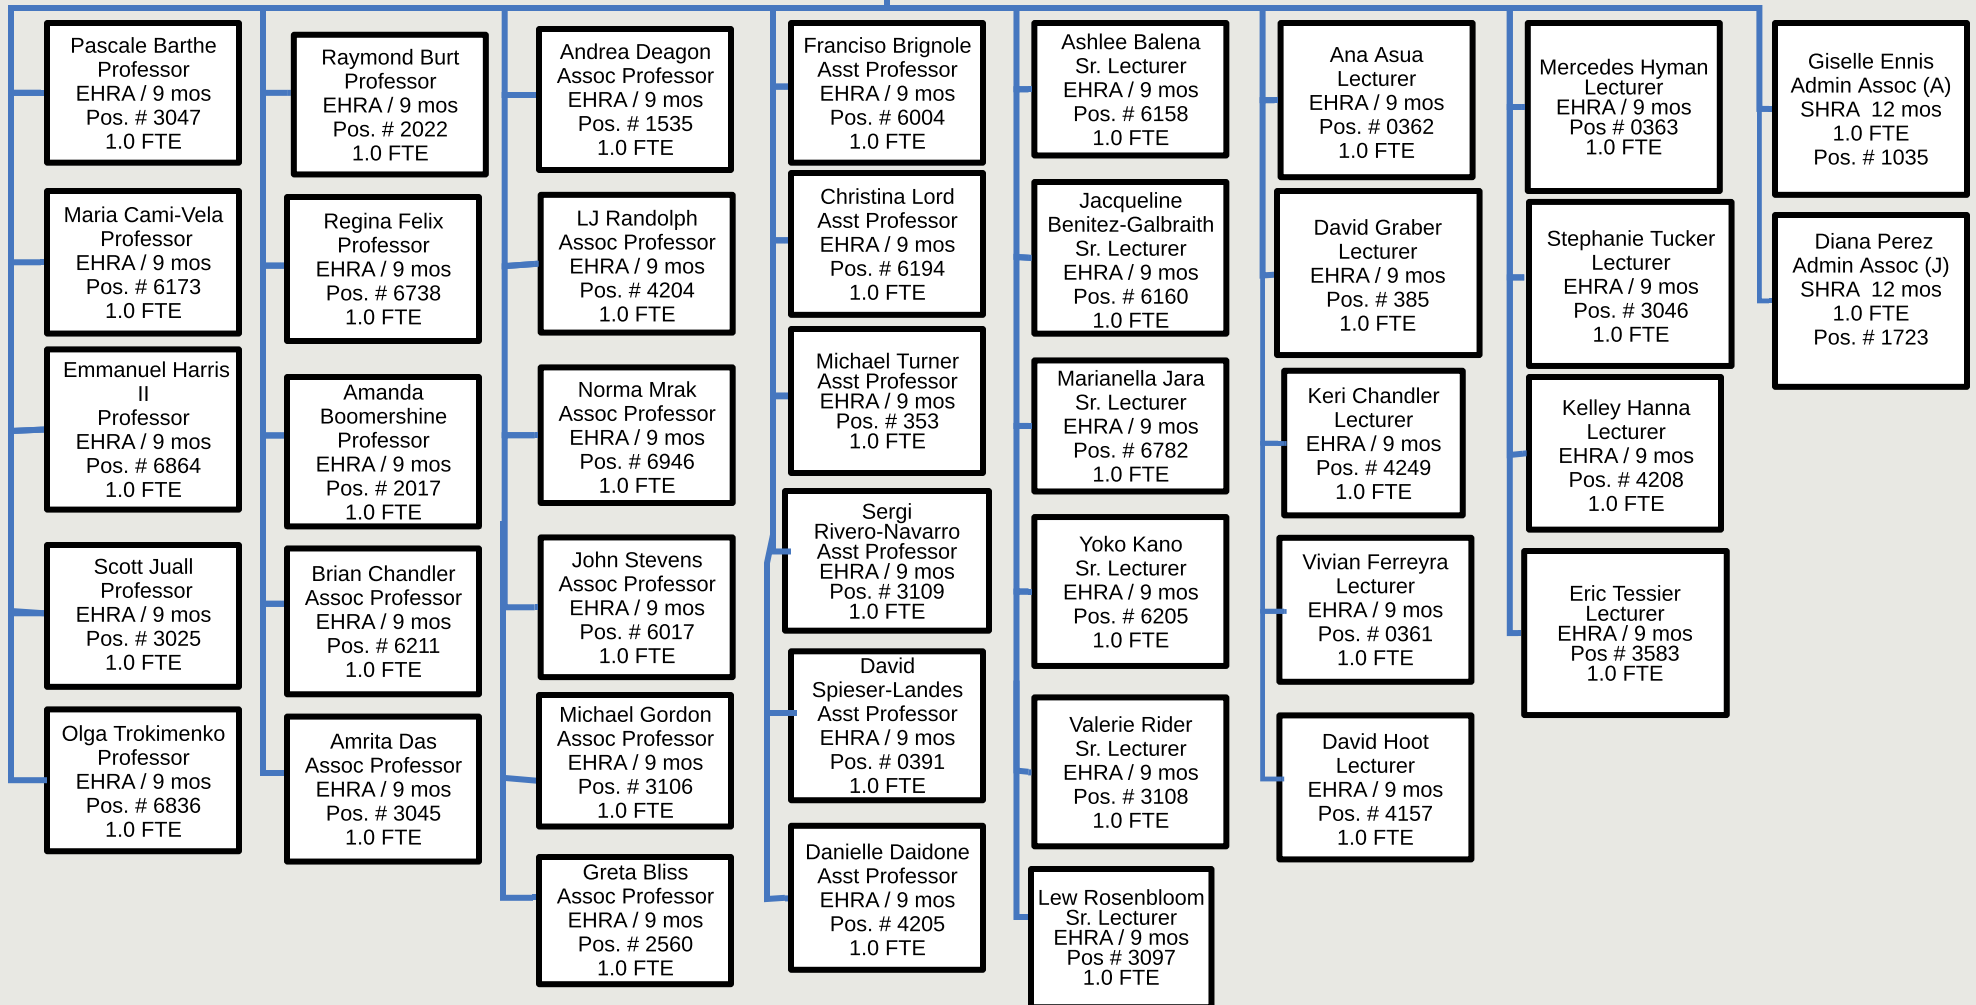 Pascale Barthe
Professor
EHRA / 9 mos
Pos. # 3047
1.0 FTE
Maria Cami-Vela
Professor
EHRA / 9 mos
Pos. # 6173
1.0 FTE
Emmanuel Harris
II
Professor
EHRA / 9 mos
Pos. # 6864
1.0 FTE
Scott Juall
Professor
EHRA / 9 mos
Pos. # 3025
1.0 FTE
Olga Trokimenko
Professor
EHRA / 9 mos
Pos. # 6836
1.0 FTE
Raymond Burt
Professor
EHRA / 9 mos
Pos. # 2022
1.0 FTE
Regina Felix
Professor
EHRA / 9 mos
Pos. # 6738
1.0 FTE
Amanda
Boomershine
Professor
EHRA / 9 mos
Pos. # 2017
1.0 FTE
Brian Chandler
Assoc Professor
EHRA / 9 mos
Pos. # 6211
1.0 FTE
Amrita Das
Assoc Professor
EHRA / 9 mos
Pos. # 3045
1.0 FTE
Andrea Deagon
Assoc Professor
EHRA / 9 mos
Pos. # 1535
1.0 FTE
LJ Randolph
Assoc Professor
EHRA / 9 mos
Pos. # 4204
1.0 FTE
Norma Mrak
Assoc Professor
EHRA / 9 mos
Pos. # 6946
1.0 FTE
John Stevens
Assoc Professor
EHRA / 9 mos
Pos. # 6017
1.0 FTE
Michael Gordon
Assoc Professor
EHRA / 9 mos
Pos. # 3106
1.0 FTE
Greta Bliss
Assoc Professor
EHRA / 9 mos
Pos. # 2560
1.0 FTE
Franciso Brignole
Asst Professor
EHRA / 9 mos
Pos. # 6004
1.0 FTE
Christina Lord
Asst Professor
EHRA / 9 mos
Pos. # 6194
1.0 FTE
Michael Turner
Asst Professor
EHRA / 9 mos
Pos. # 353
1.0 FTE
Sergi
Rivero-Navarro
Asst Professor
EHRA / 9 mos
Pos. # 3109
1.0 FTE
David
Spieser-Landes
Asst Professor
EHRA / 9 mos
Pos. # 0391
1.0 FTE
Danielle Daidone
Asst Professor
EHRA / 9 mos
Pos. # 4205
1.0 FTE
Ashlee Balena
Sr. Lecturer
EHRA / 9 mos
Pos. # 6158
1.0 FTE
Jacqueline
Benitez-Galbraith
Sr. Lecturer
EHRA / 9 mos
Pos. # 6160
1.0 FTE
Marianella Jara
Sr. Lecturer
EHRA / 9 mos
Pos. # 6782
1.0 FTE
Yoko Kano
Sr. Lecturer
EHRA / 9 mos
Pos. # 6205
1.0 FTE
Valerie Rider
Sr. Lecturer
EHRA / 9 mos
Pos. # 3108
1.0 FTE
Lew Rosenbloom
Sr. Lecturer
EHRA / 9 mos
Pos # 3097
1.0 FTE
Ana Asua
Lecturer
EHRA / 9 mos
Pos. # 0362
1.0 FTE
David Graber
Lecturer
EHRA / 9 mos
Pos. # 385
1.0 FTE
Keri Chandler
Lecturer
EHRA / 9 mos
Pos. # 4249
1.0 FTE
Vivian Ferreyra
Lecturer
EHRA / 9 mos
Pos. # 0361
1.0 FTE
David Hoot
Lecturer
EHRA / 9 mos
Pos. # 4157
1.0 FTE
Mercedes Hyman
Lecturer
EHRA / 9 mos
Pos # 0363
1.0 FTE
Stephanie Tucker
Lecturer
EHRA / 9 mos
Pos. # 3046
1.0 FTE
Kelley Hanna
Lecturer
EHRA / 9 mos
Pos. # 4208
1.0 FTE
Eric Tessier
Lecturer
EHRA / 9 mos
Pos # 3583
1.0 FTE
Giselle Ennis
Admin Assoc (A)
SHRA  12 mos
1.0 FTE
Pos. # 1035
Diana Perez
Admin Assoc (J)
SHRA  12 mos
1.0 FTE
Pos. # 1723